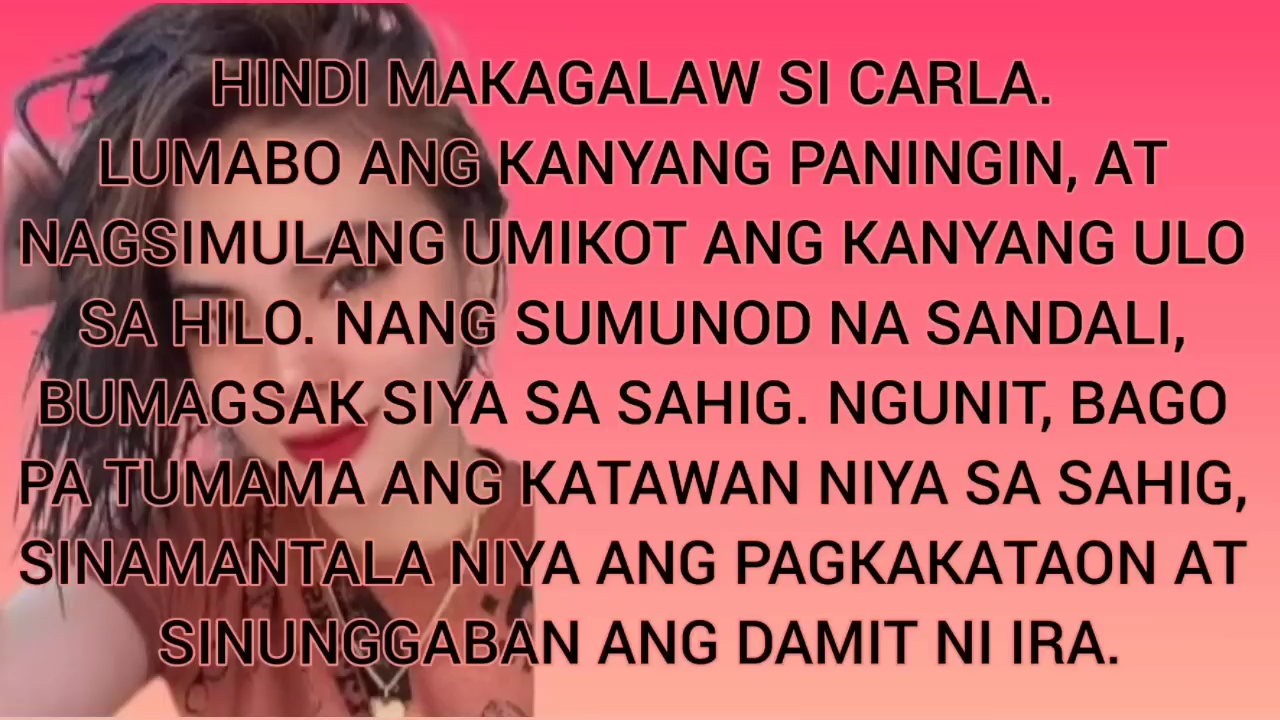 HINDI MAKAGALAW SI CARLA.
LUMABO ANG KANYANG PANINGIN, AT
NAGSIMULANG UMIKOT ANG KANYANG ULO
SA HILO. NANG SUMUNOD NA SANDALI,
BUMAGSAK SIYA SA SAHIG. NGUNIT, BAGO
PA TUMAMA ANG KATAWAN NIYA SA SAHIG,
SINAMANTALA NIYA ANG PAGKAKATAON AT
SINUNGGABAN ANG DAMIT NI IRA.